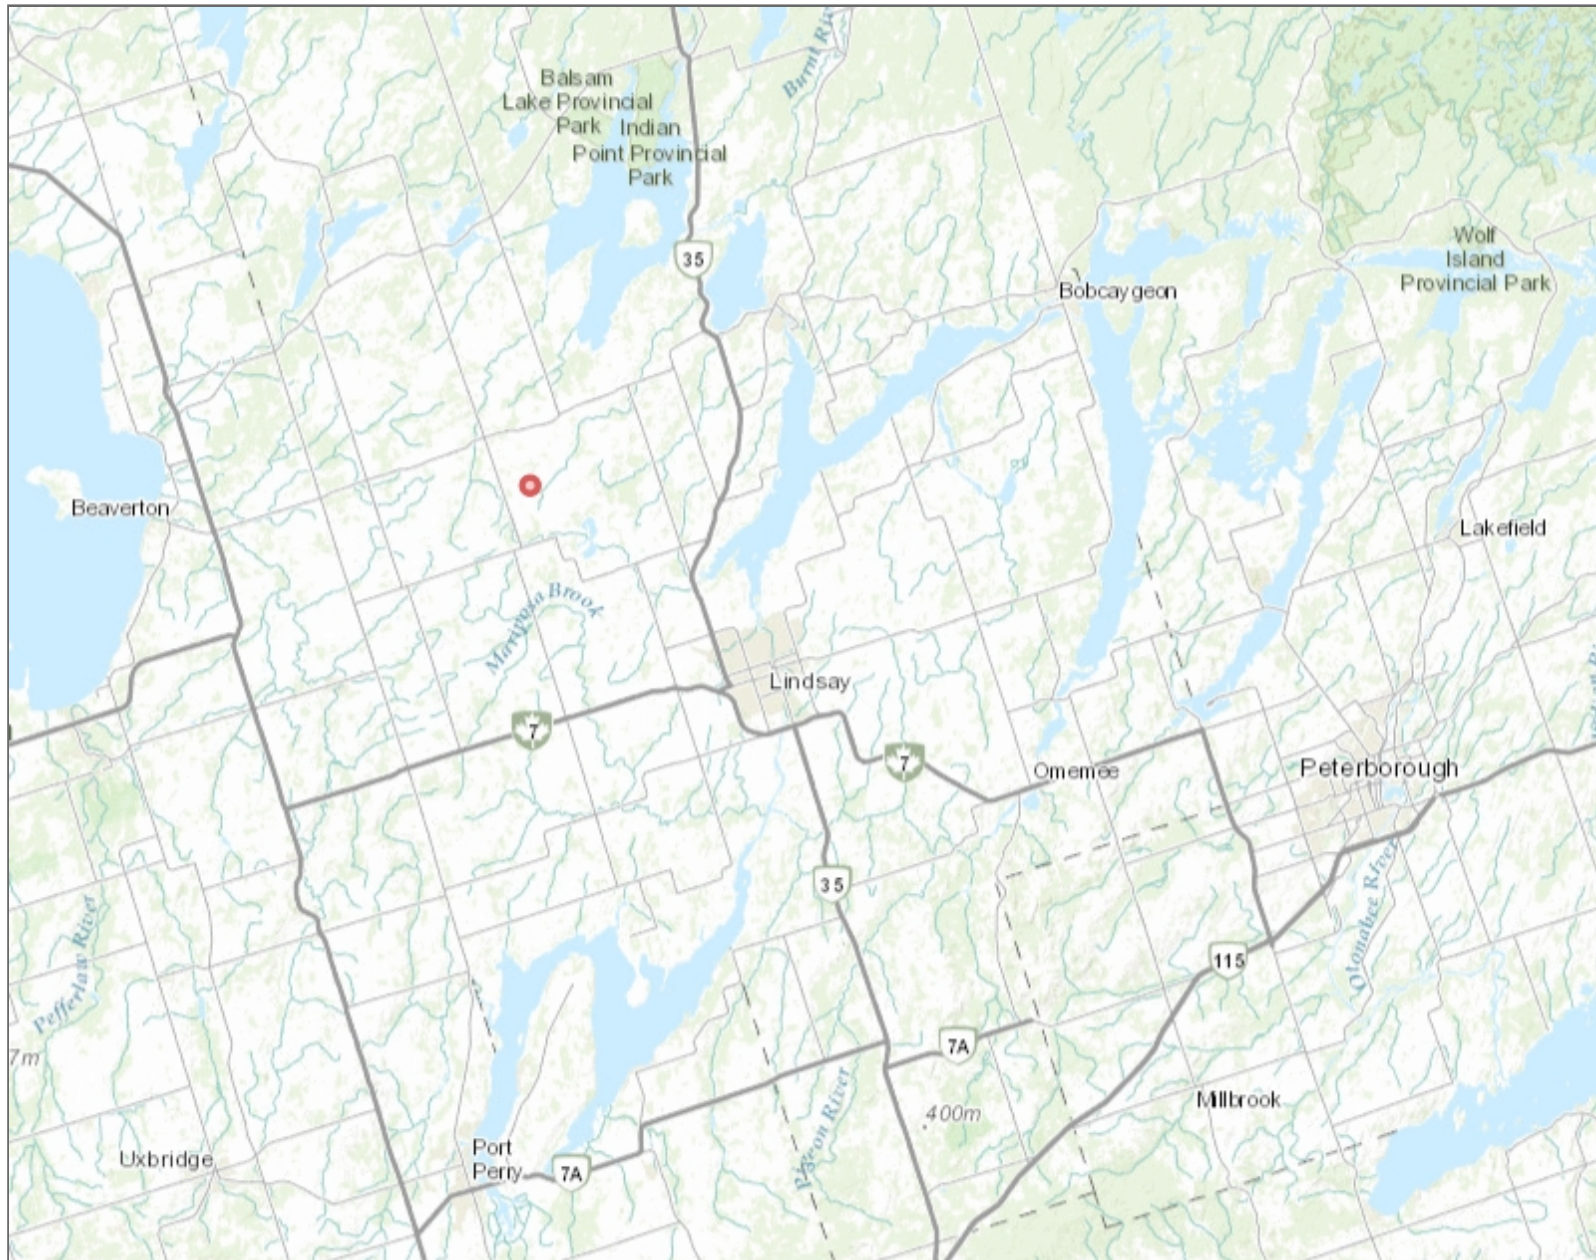 Burnt Riv
Balsam
Lake Provincial
Park Indian
Point Provincial
Park
Wolf
Island
Provincial Park
35
Bobcaygeon
Beaverton
Lakefield
Mariposa Brook
Lindsay
7
7
Omemee
Peterborough
35
Otonabee River
Pefferlaw River
115
7m
7A
Pigeon River
400m
Millbrook
Uxbridge
Port
Perry
7A